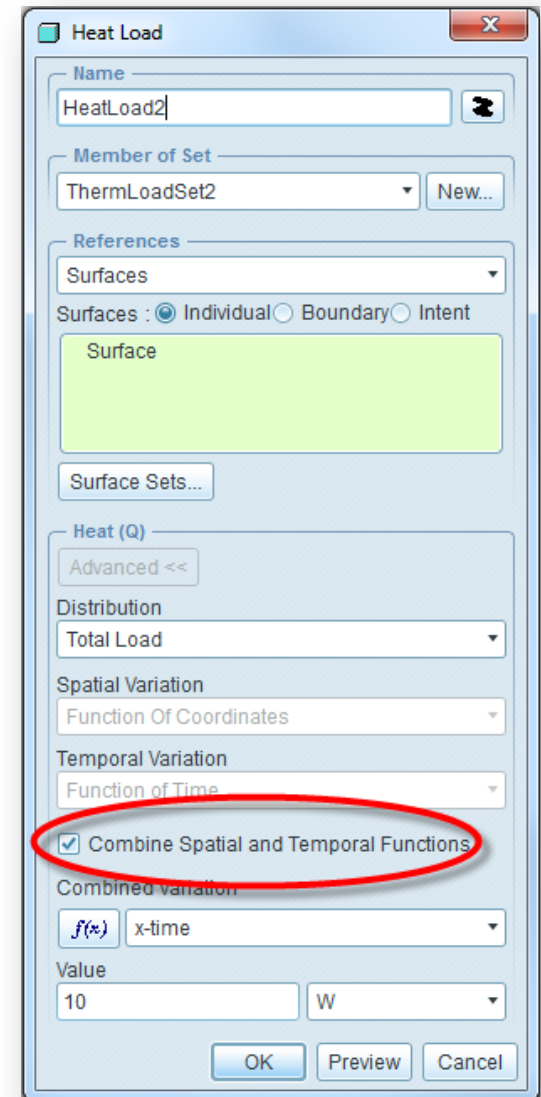 Heat Load
Name
HeatLoad2
Member of Set
ThermLoadSet2 New...
References
Surfaces
Surfaces : Individual Boundary Intent
Surface
Surface Sets...
Heat (Q)
Advanced <<
Distribution
Total Load
Spatial Variation
Function Of Coordinates
Temporal Variation
Function of Time
Combine Spatial and Temporal Functions
Combined Variation
f(x) x-time
Value
10 W
OK Preview Cancel